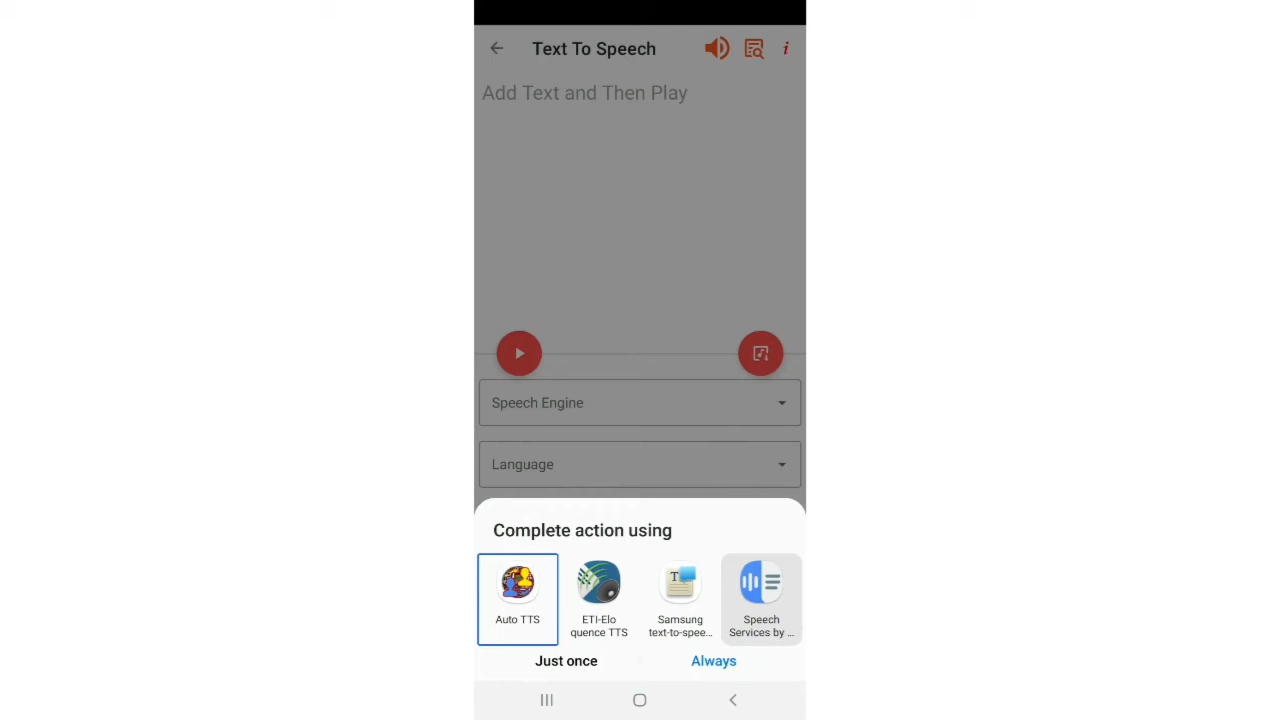 Text To Speech
i
Add Text and Then Play
Speech Engine
Language
Complete action using
Auto TTS
ETI-Elo
quence TTS
Samsung
text-to-spee...
Speech
Services by ...
Just once
Always